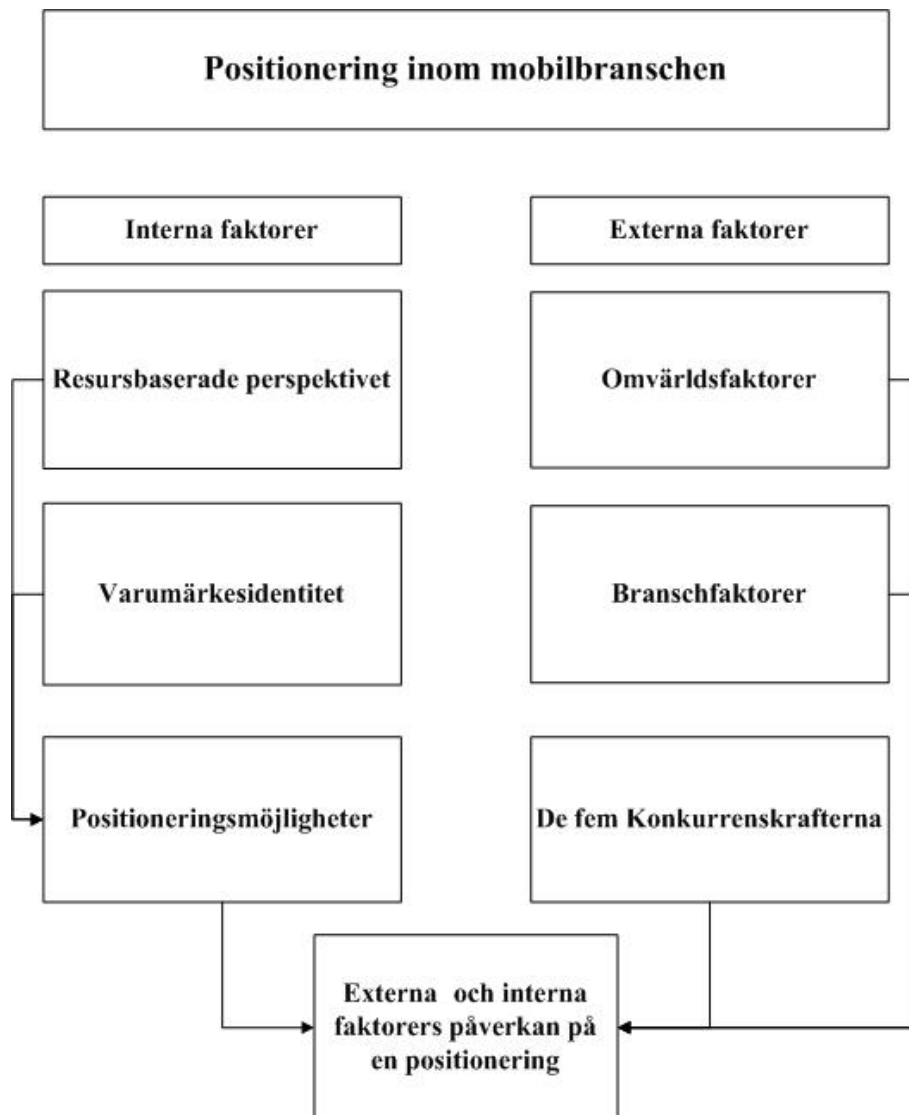 Positionering inom mobilbranschen
Interna faktorer
Externa faktorer
Resursbaserade perspektivet
Omvärldsfaktorer
Varumärkesidentitet
Branschfaktorer
Positioneringsmöjligheter
De fem Konkurrenskrafterna
Externa och interna
faktorers påverkan på
en positionering